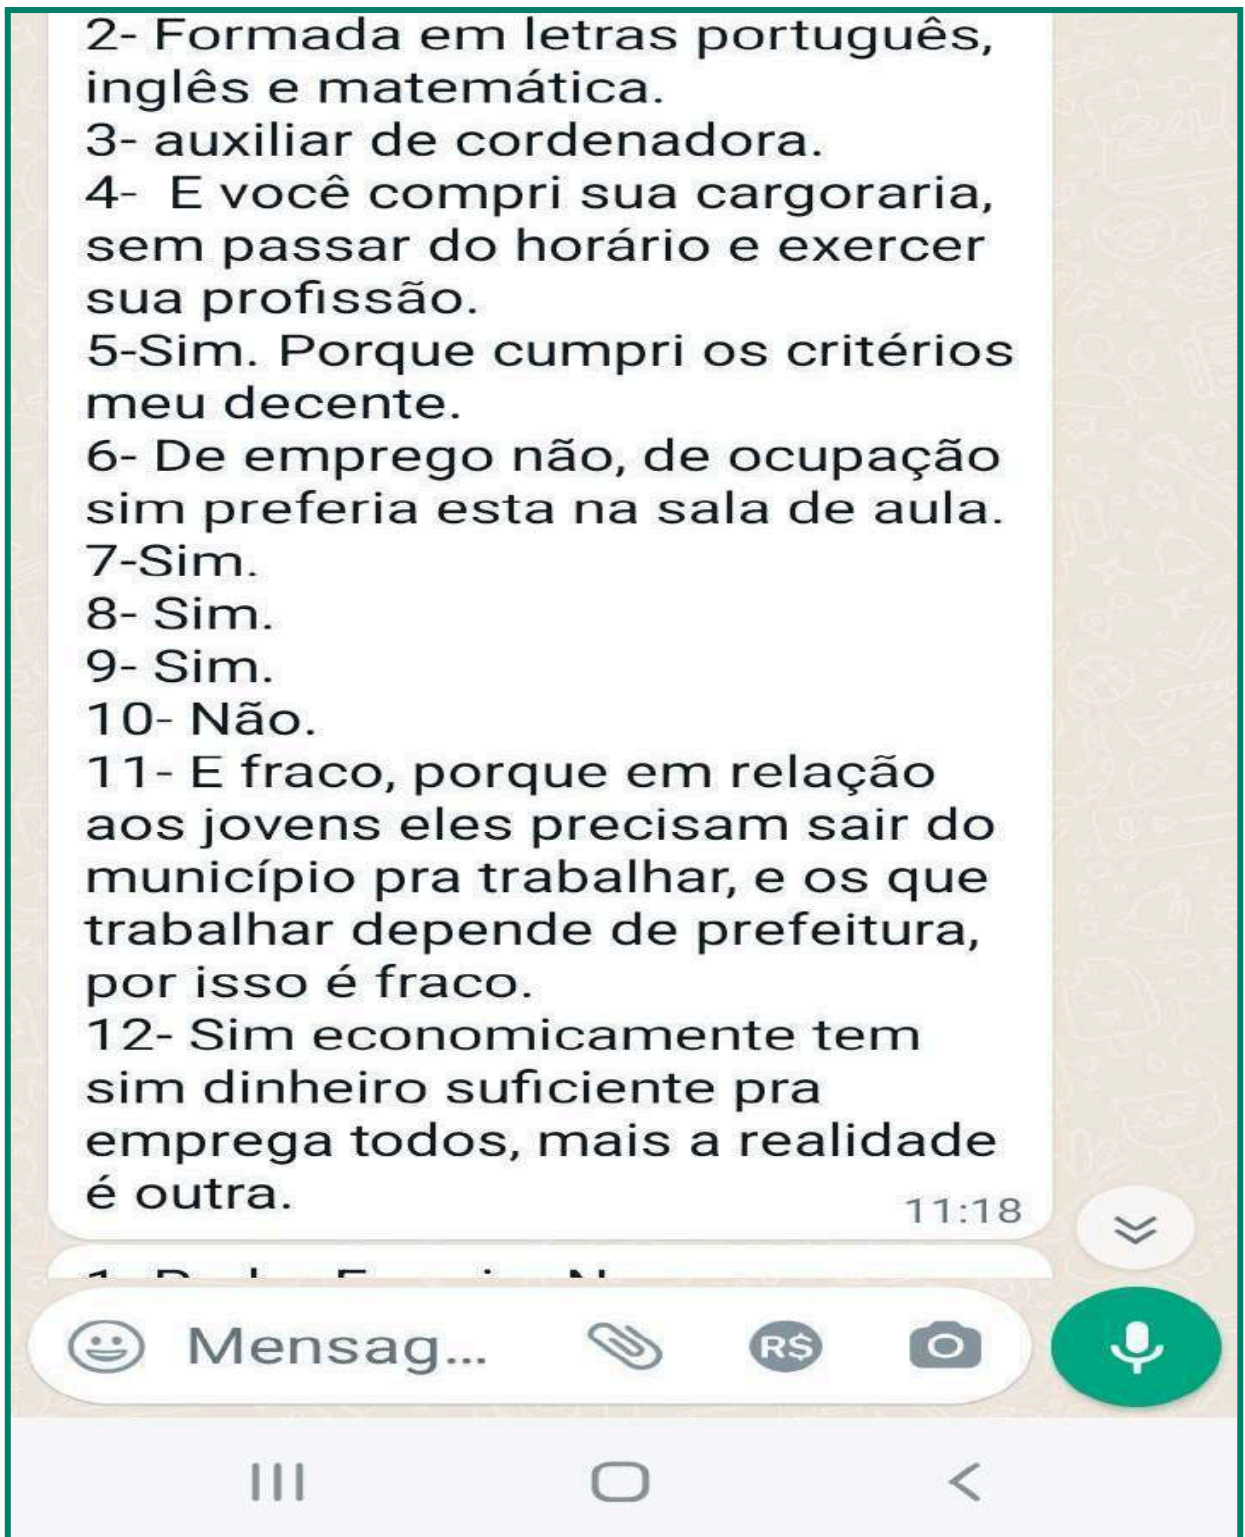 2- Formada em letras português,
inglês e matemática.
3- auxiliar de cordenadora.
4-  E você compri sua cargoraria,
sem passar do horário e exercer
sua profissão.
5-Sim. Porque cumpri os critérios
meu decente.
6- De emprego não, de ocupação
sim preferia esta na sala de aula.
7-Sim.
8- Sim.
9- Sim.
10- Não.
11- E fraco, porque em relação
aos jovens eles precisam sair do
município pra trabalhar, e os que
trabalhar depende de prefeitura,
por isso é fraco.
12- Sim economicamente tem
sim dinheiro suficiente pra
emprega todos, mais a realidade
é outra.
11:18
Mensag...
R$